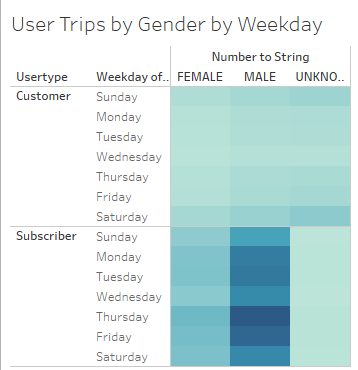 User Trips by Gender by Weekday
Number to String
Usertype Weekday of.. FEMALE MALE UNKNO..
Customer Sunday
Monday
Tuesday
Wednesday
Thursday
Friday
Saturday
Subscriber Sunday
Monday
Tuesday
Wednesday
Thursday
Friday
Saturday